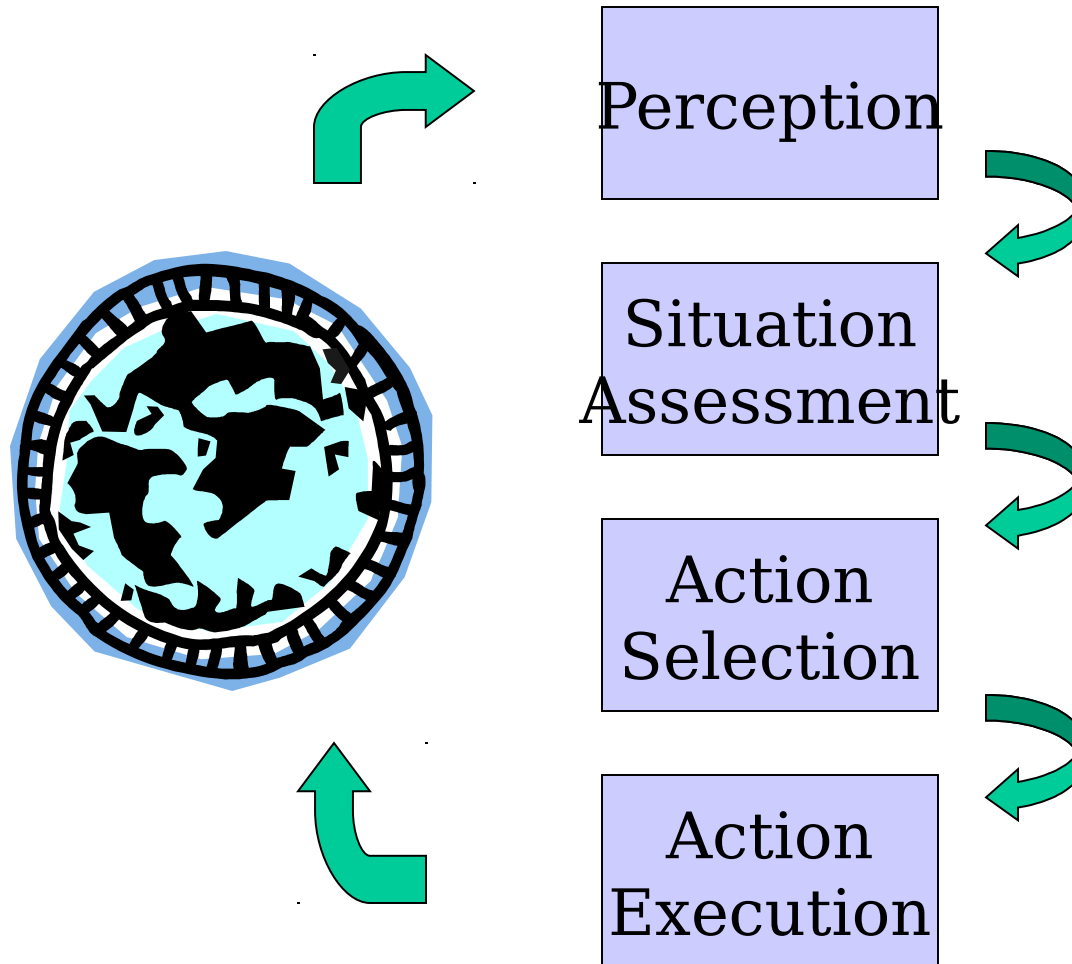 Perception
Situation
Assessment
Action
Selection
Action
Execution